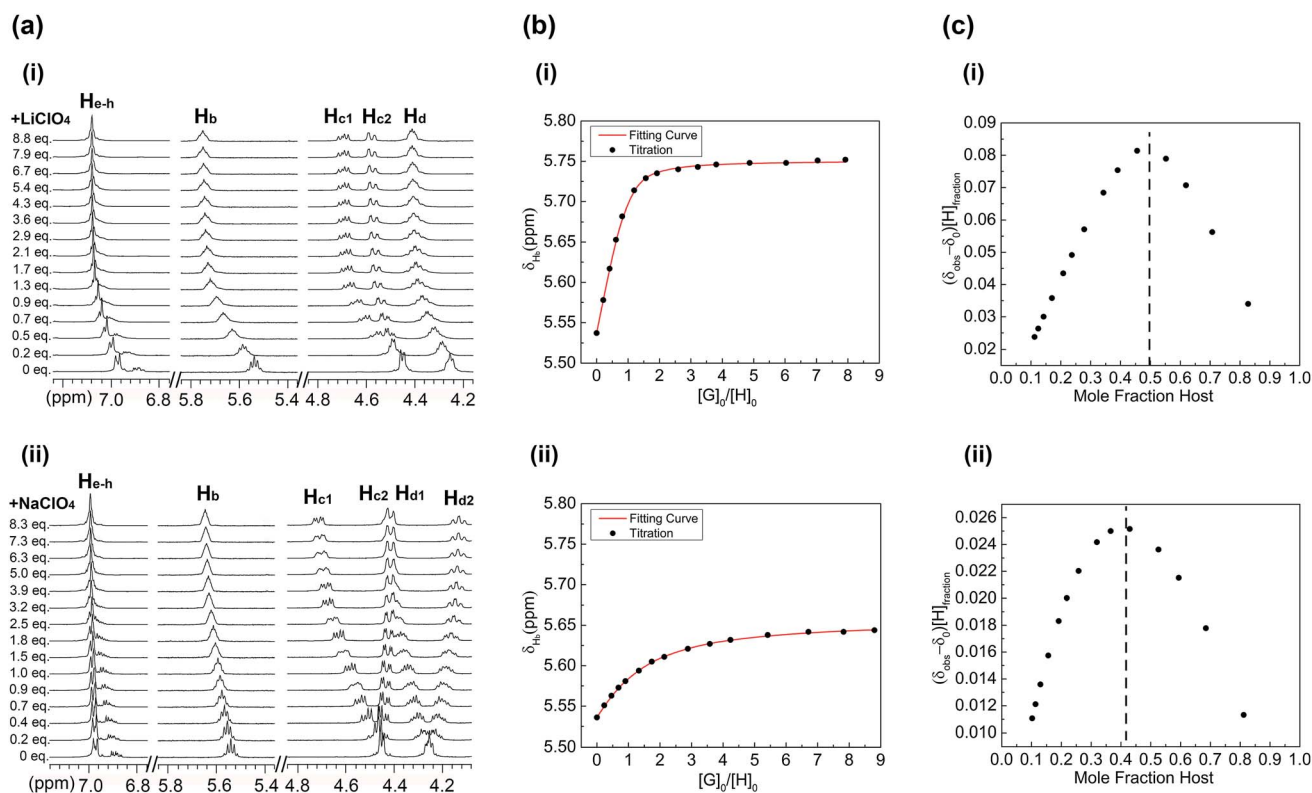 (a)
(i)
+LiClO4
He-h
Hb
Hc1
Hc2
Hd
8.8 eq.
7.9 eq.
6.7 eq.
5.4 eq.
4.3 eq.
3.6 eq.
2.9 eq.
2.1 eq.
1.7 eq.
1.3 eq.
0.9 eq.
0.7 eq.
0.5 eq.
0.2 eq.
0 eq.
(ppm) 7.0 6.8 5.8 5.6 5.4 4.8 4.6 4.4 4.2
(ii)
+NaClO4
He-h
Hb
Hc1
Hc2
Hd1
Hd2
8.3 eq.
7.3 eq.
6.3 eq.
5.0 eq.
3.9 eq.
3.2 eq.
2.5 eq.
1.8 eq.
1.5 eq.
1.0 eq.
0.9 eq.
0.7 eq.
0.4 eq.
0.2 eq.
0 eq.
(ppm) 7.0 6.8 5.8 5.6 5.4 4.8 4.6 4.4 4.2
(b)
(i)
5.80
5.75
5.70
5.65
5.60
5.55
5.50
δHb(ppm)
Fitting Curve
Titration
0 1 2 3 4 5 6 7 8 9
[G]0/[H]0
(ii)
5.80
5.75
5.70
5.65
5.60
5.55
5.50
δHb(ppm)
Fitting Curve
Titration
0 1 2 3 4 5 6 7 8 9
[G]0/[H]0
(c)
(i)
0.09
0.08
0.07
0.06
0.05
0.04
0.03
0.02
(δobs−δ0)[H]fraction
0.0 0.1 0.2 0.3 0.4 0.5 0.6 0.7 0.8 0.9 1.0
Mole Fraction Host
(ii)
0.026
0.024
0.022
0.020
0.018
0.016
0.014
0.012
0.010
(δobs−δ0)[H]fraction
0.0 0.1 0.2 0.3 0.4 0.5 0.6 0.7 0.8 0.9 1.0
Mole Fraction Host